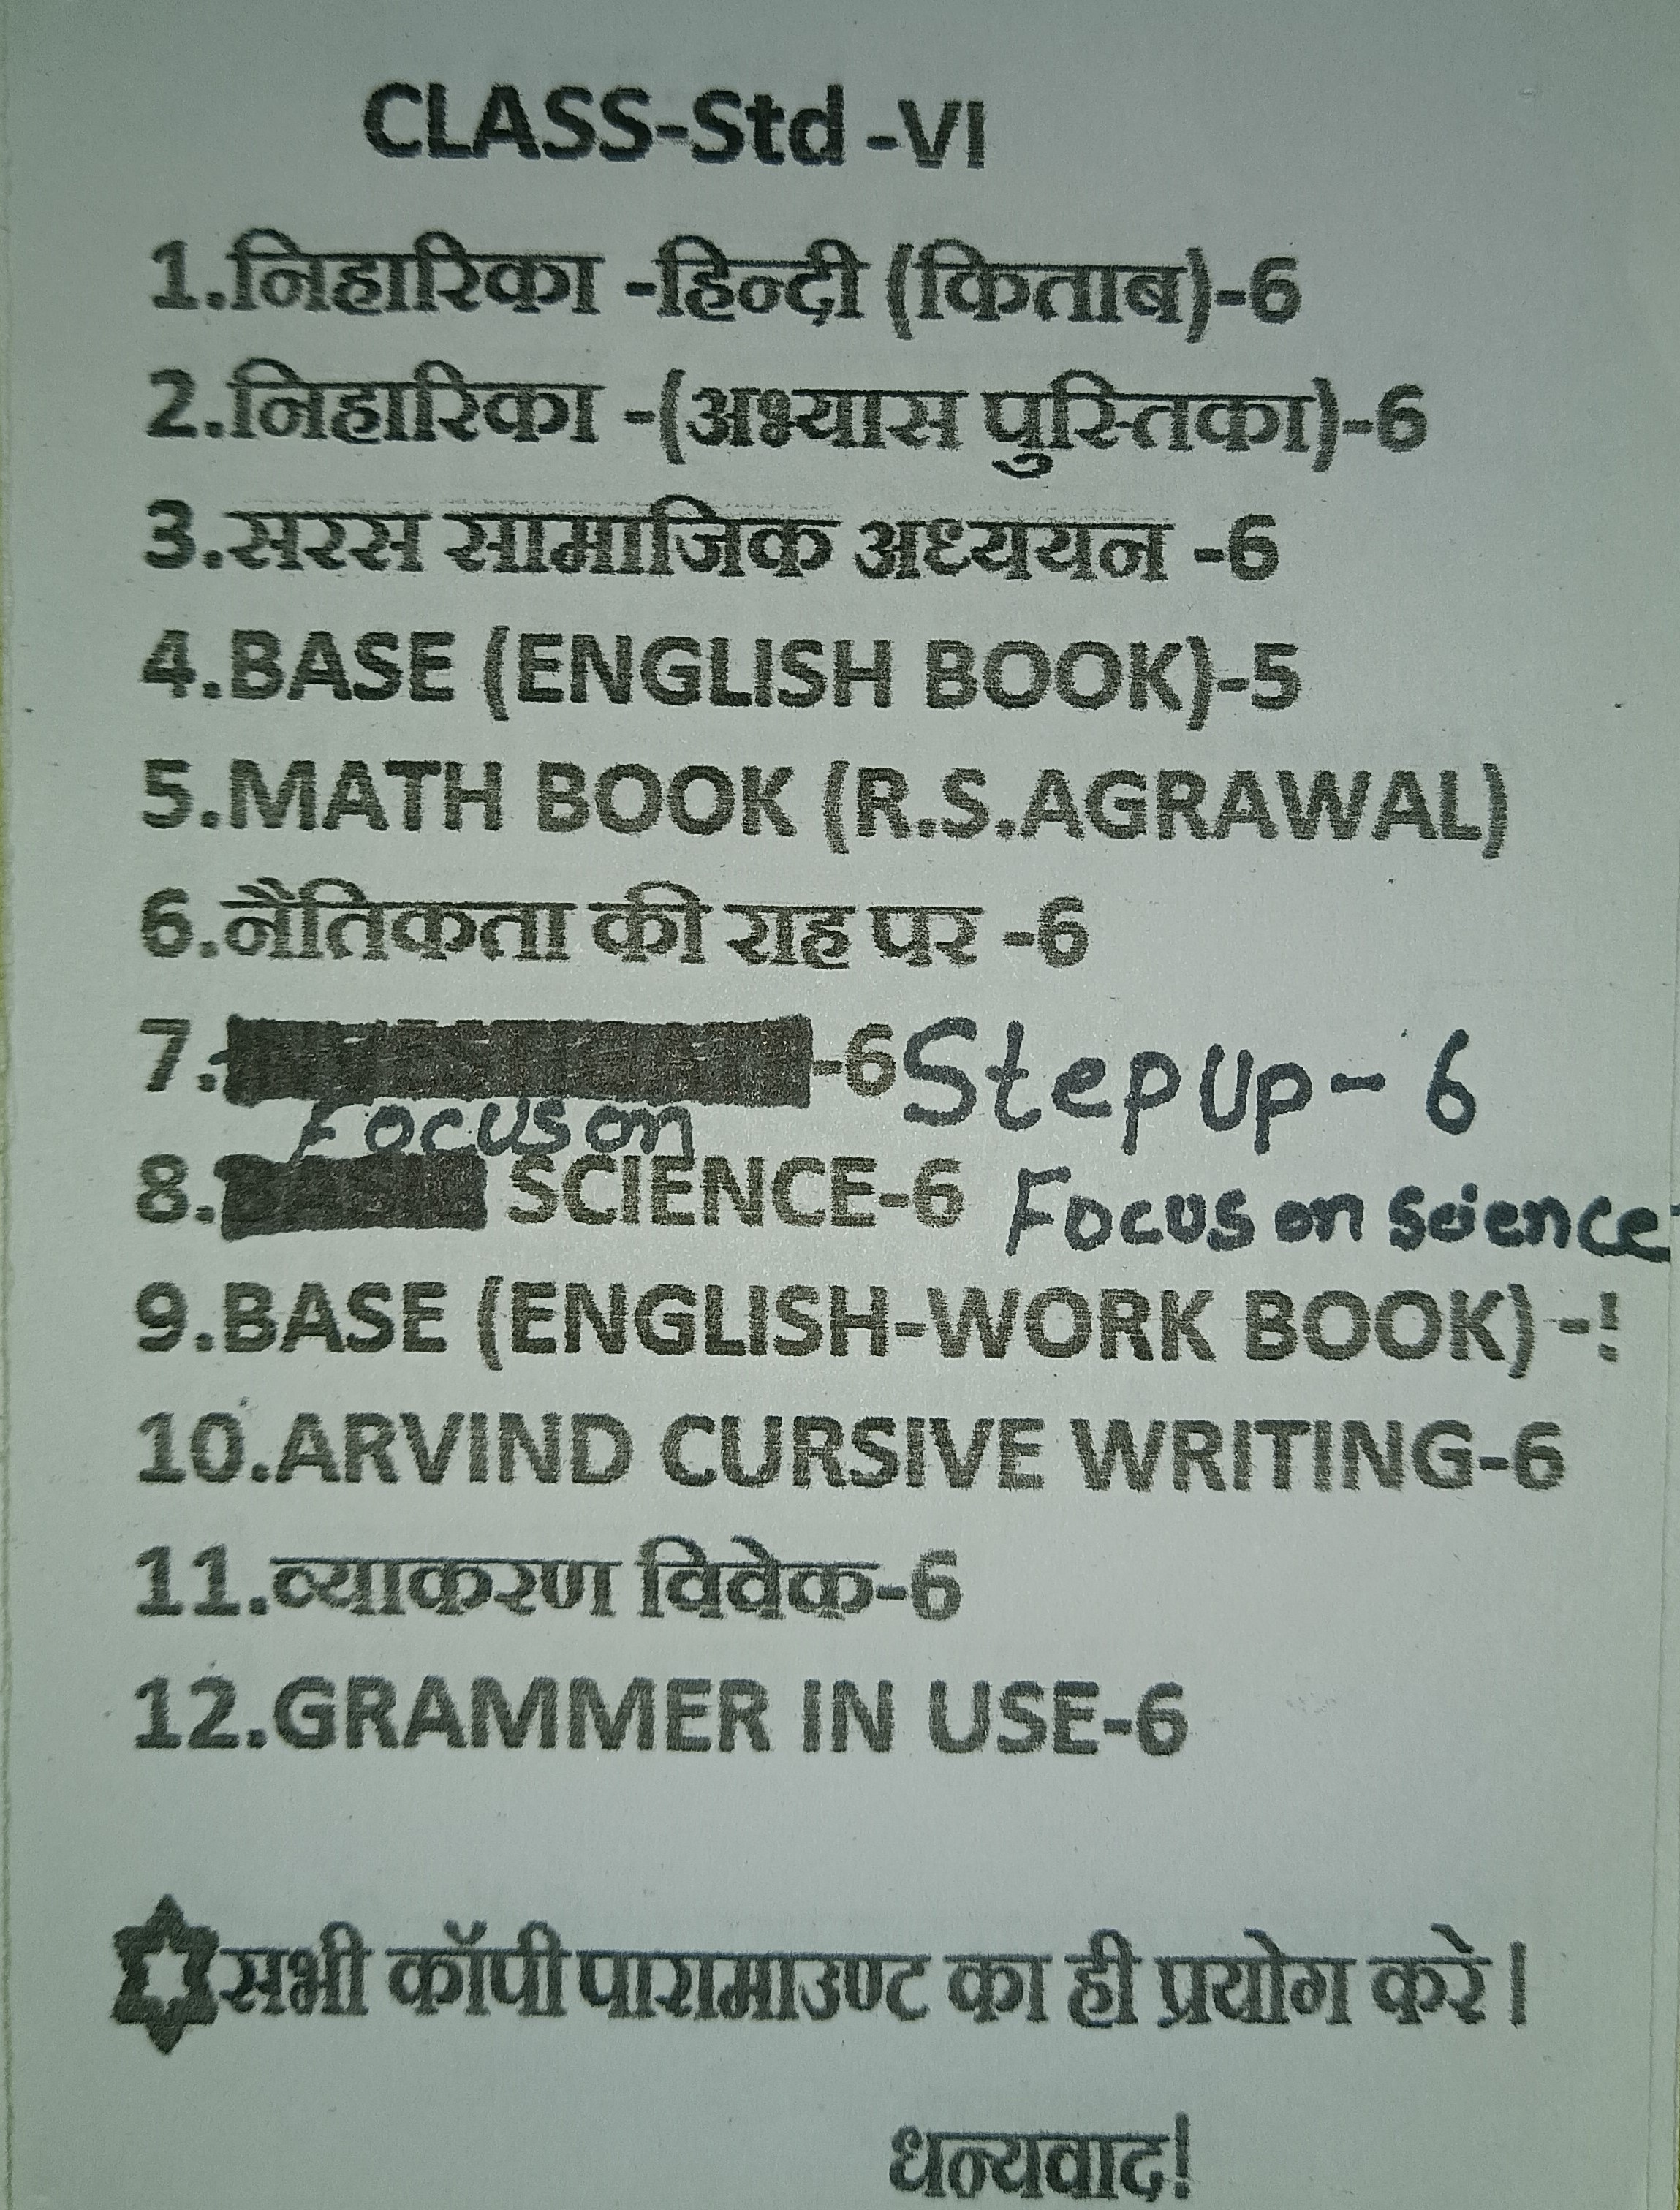 CLASS-Std -VI
1.निहारिका -हिन्दी (किताब)-6
2.निहारिका -(अभ्यास पुस्तिका)-6
3.सरस सामाजिक अध्ययन -6
4.BASE (ENGLISH BOOK)-5
5.MATH BOOK (R.S.AGRAWAL)
6.नैतिकता की राह पर -6
7. -6 Step Up - 6
Focus on
8. SCIENCE-6 Focus on science
9.BASE (ENGLISH-WORK BOOK) -
10.ARVIND CURSIVE WRITING-6
11.व्याकरण विवेक-6
12.GRAMMER IN USE-6
सभी कॉपी पारामाउण्ट का ही प्रयोग करे।
धन्यवाद!